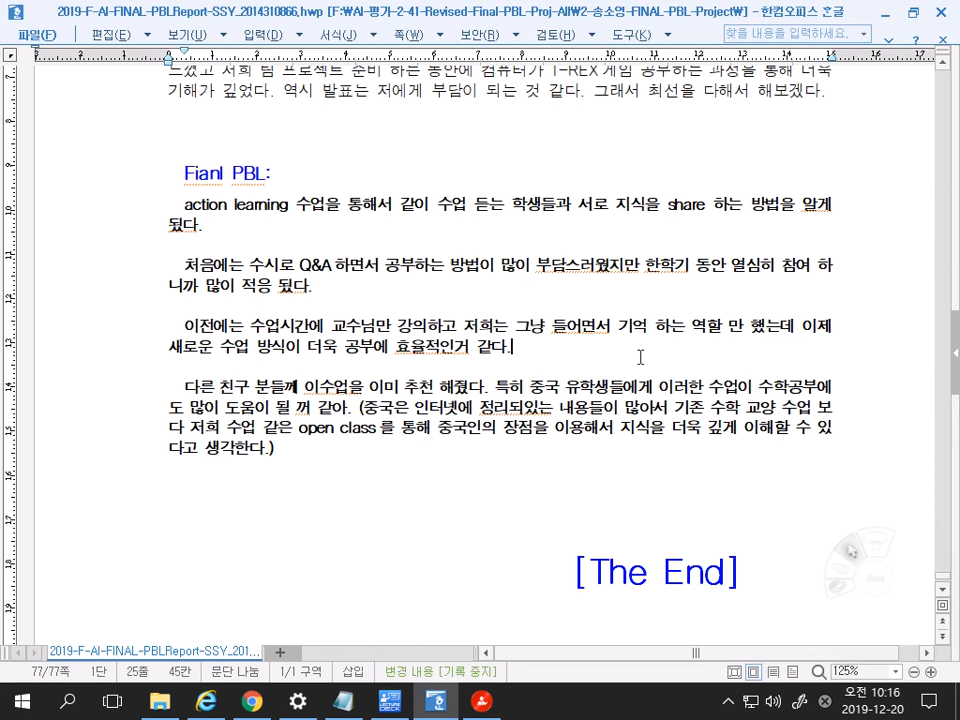 2019-F-AI-FINAL-PBLReport-SSY_2014310866.hwp [F:₩AI-평가-2-41-Revised-Final-PBL-Proj-All₩2-송소영-FINAL-PBL-Project₩] - 한컴오피스 한글
파일(F) 편집(E) 보기(U) 입력(D) 서식(J) 쪽(W) 보안(R) 검토(H) 도구(K) 찾을 내용을 입력하세요.
느꼈고 저희 팀 프로젝트 준비 하는 동안에 컴퓨터가 T-REX게임 공부하는 과정을 통해 더욱
기해가 깊었다. 역시 발표는 저에게 부담이 되는 것 같다. 그래서 최선을 다해서 해보겠다.
Fianl PBL:
action learning 수업을 통해서 같이 수업 듣는 학생들과 서로 지식을 share 하는 방법을 알게
됬다.
처음에는 수시로 Q&A하면서 공부하는 방법이 많이 부담스러웠지만 한학기 동안 열심히 참여 하
니까 많이 적응 됬다.
이전에는 수업시간에 교수님만 강의하고 저희는 그냥 들어면서 기억 하는 역할 만 했는데 이제
새로운 수업 방식이 더욱 공부에 효율적인거 같다.
다른 친구 분들께 이수업을 이미 추천 해줬다. 특히 중국 유학생들에게 이러한 수업이 수학공부에
도 많이 도움이 될 꺼 같아. (중국은 인터넷에 정리되있는 내용들이 많아서 기존 수학 교양 수업 보
다 저희 수업 같은 open class를 통해 중국인의 장점을 이용해서 지식을 더욱 깊게 이해할 수 있
다고 생각한다.)
[The End]
2019-F-AI-FINAL-PBLReport-SSY_201...
77/77쪽 1단 25줄 45칸 문단 나눔 1/1 구역 삽입 변경 내용 [기록 중지] 125%
오전 10:16
2019-12-20